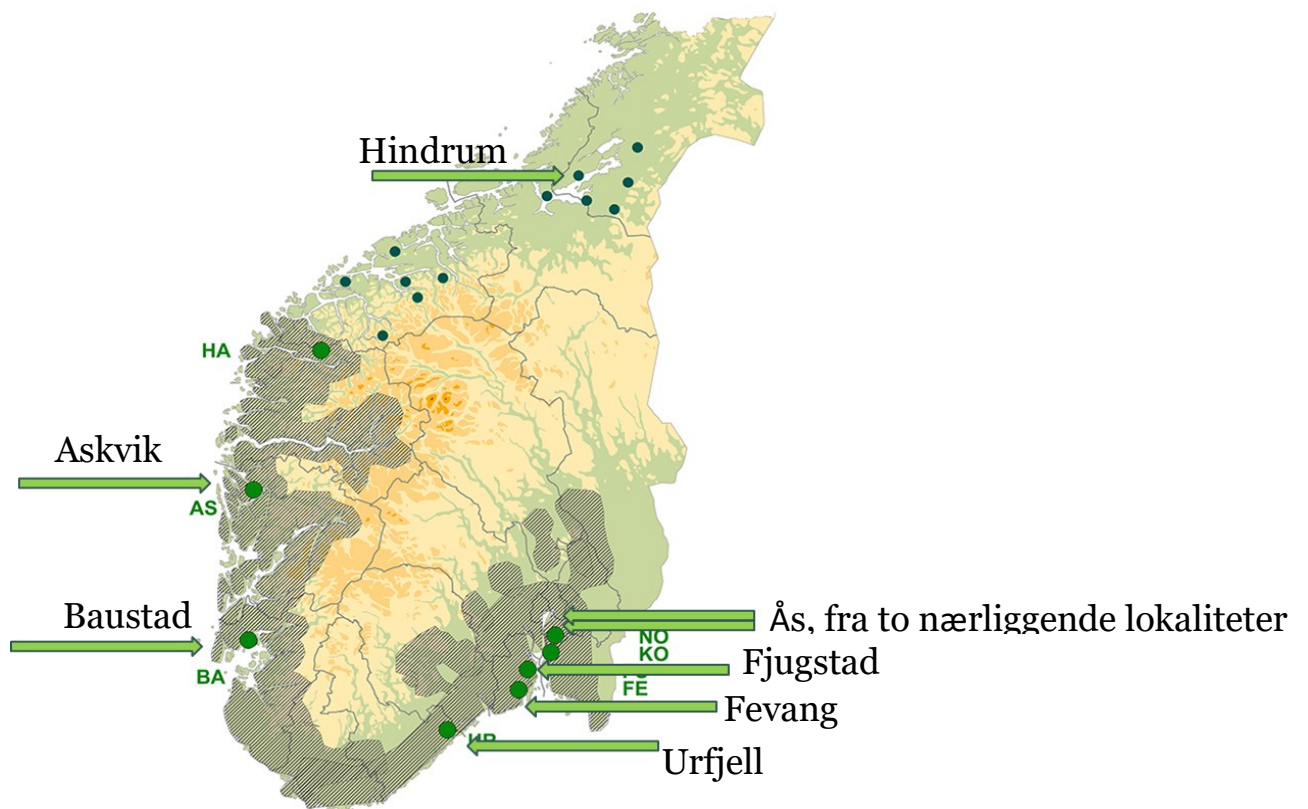 Hindrum
HA
Askvik
AS
Baustad
BA
Ås, fra to nærliggende lokaliteter
NO
KO
Fjugstad
FE
Fevang
Urfjell